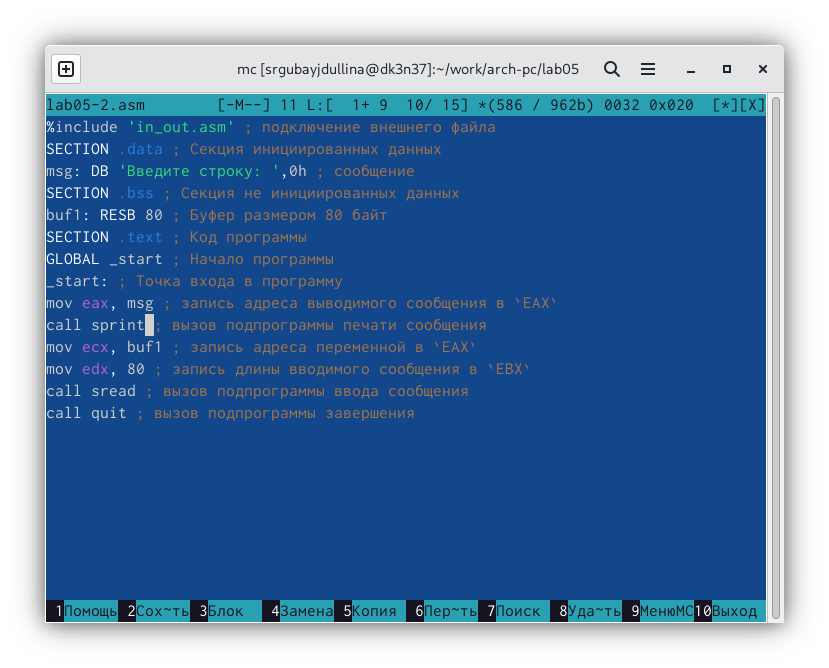 mc [srgubayjdullina@dk3n37]:~/work/arch-pc/lab05
lab05-2.asm [-M--] 11 L:[ 1+ 9 10/ 15] *(586 / 962b) 0032 0x020 [*][X]
%include 'in_out.asm' ; подключение внешнего файла
SECTION .data ; Секция инициированных данных
msg: DB 'Введите строку: ',0h ; сообщение
SECTION .bss ; Секция не инициированных данных
buf1: RESB 80 ; Буфер размером 80 байт
SECTION .text ; Код программы
GLOBAL _start ; Начало программы
_start: ; Точка входа в программу
mov eax, msg ; запись адреса выводимого сообщения в `EAX`
call sprint ; вызов подпрограммы печати сообщения
mov ecx, buf1 ; запись адреса переменной в `EAX`
mov edx, 80 ; запись длины вводимого сообщения в `EBX`
call sread ; вызов подпрограммы ввода сообщения
call quit ; вызов подпрограммы завершения
1Помощь 2Сох~ть 3Блок 4Замена 5Копия 6Пер~ть 7Поиск 8Уда~ть 9МенюMC 10Выход